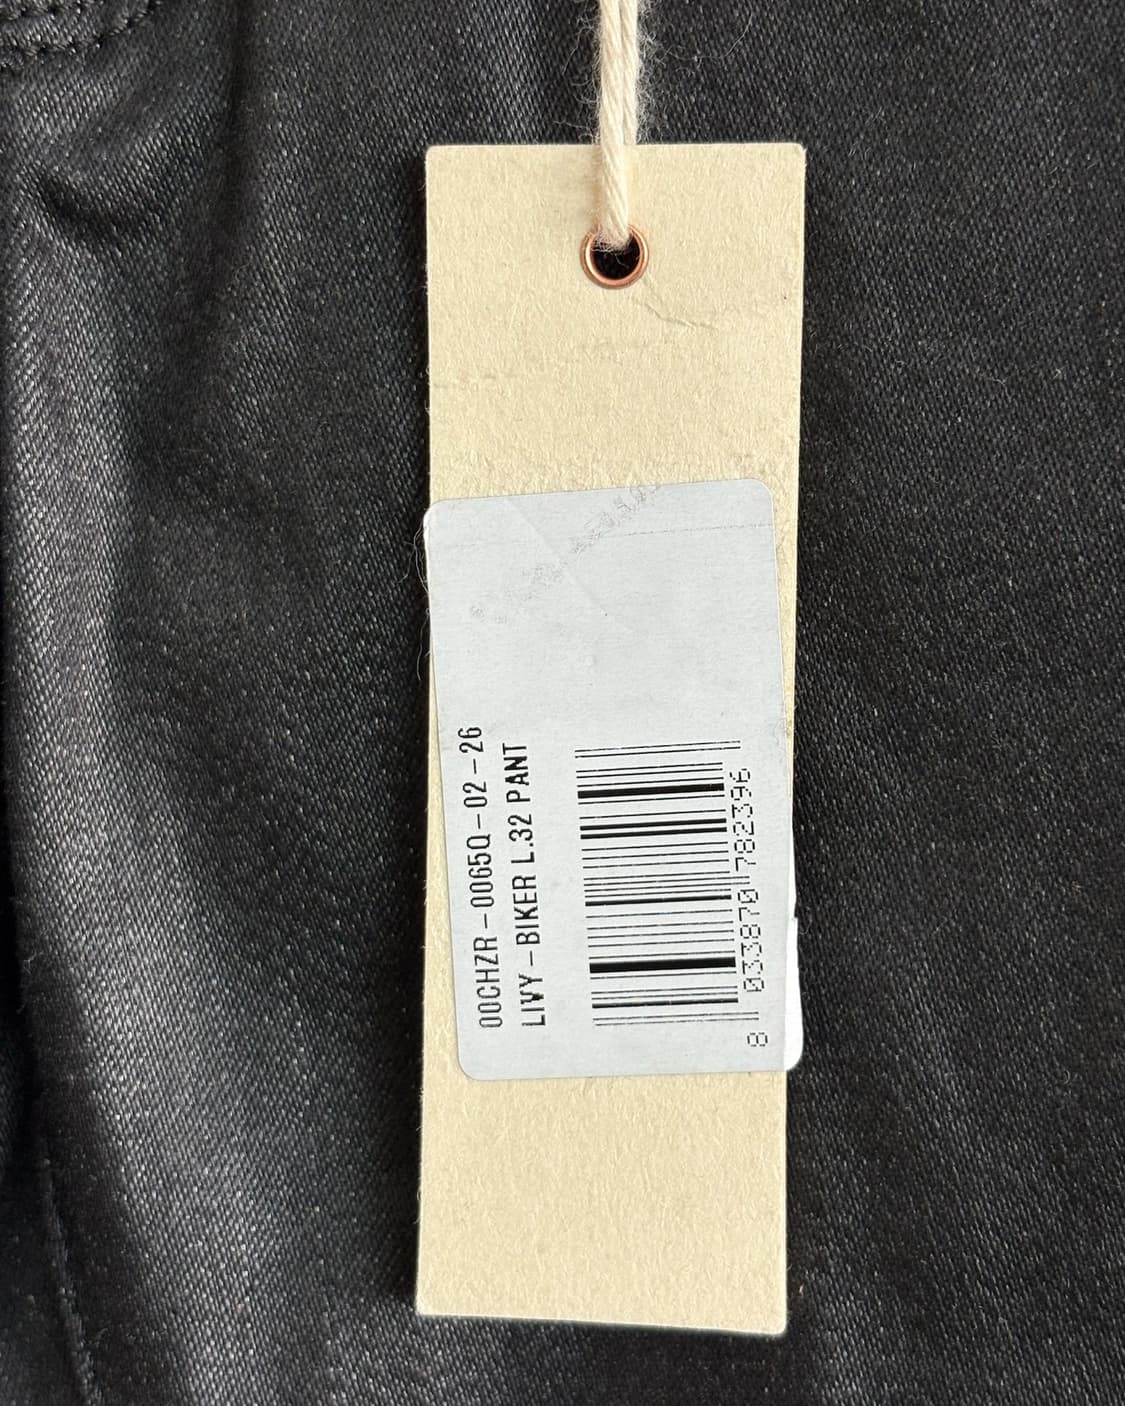 00CHZR-0065Q-02-26
LIVY-BIKER L.32 PANT
8 033870 782396